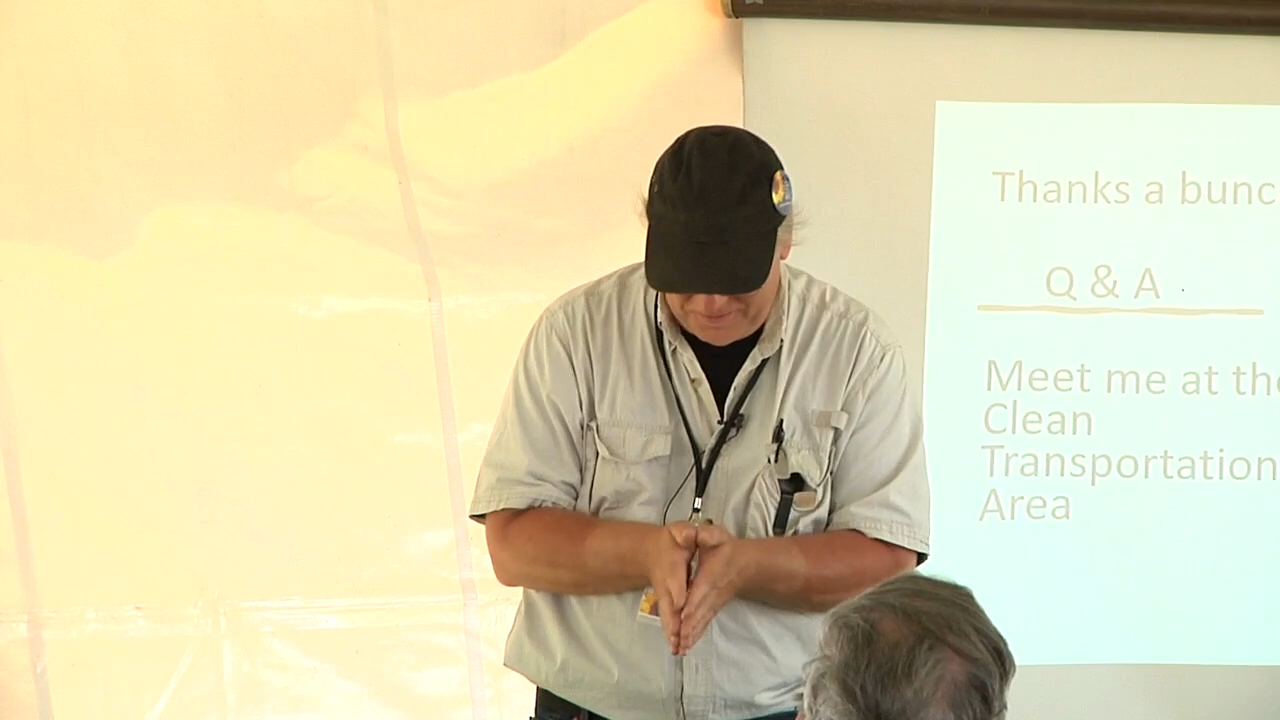 Thanks a bunc
Q & A
Meet me at the
Clean
Transportation
Area